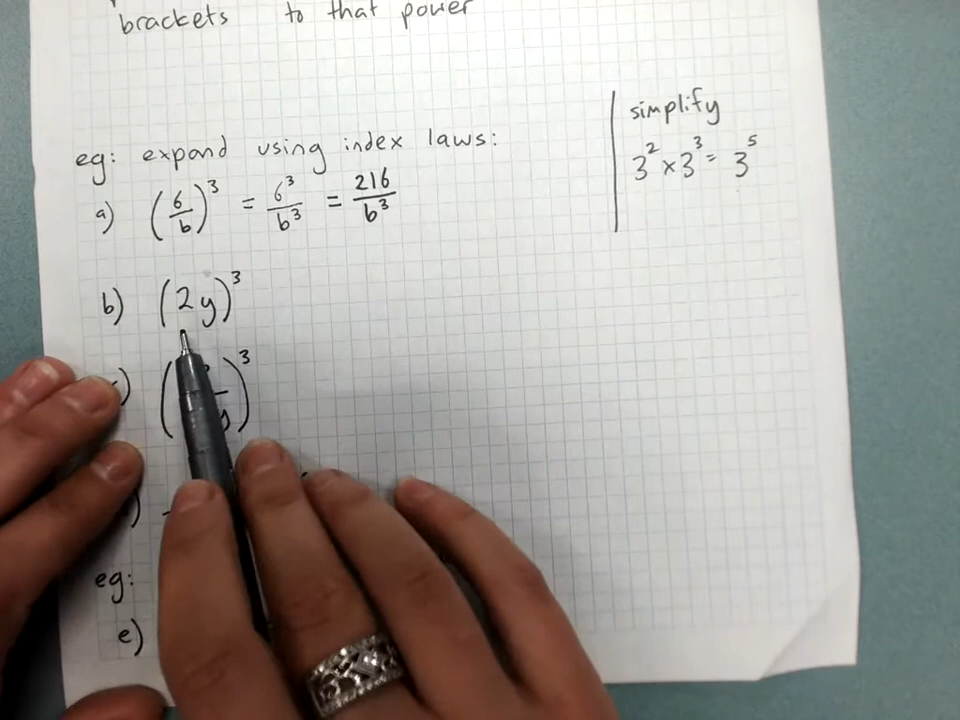 brackets to that power
eg: expand using index laws:
a) (6/b)³ = 6³/b³ = 216/b³
b) (2y)³
( y)³
eg:
e)
simplify
3² × 3³ = 3⁵